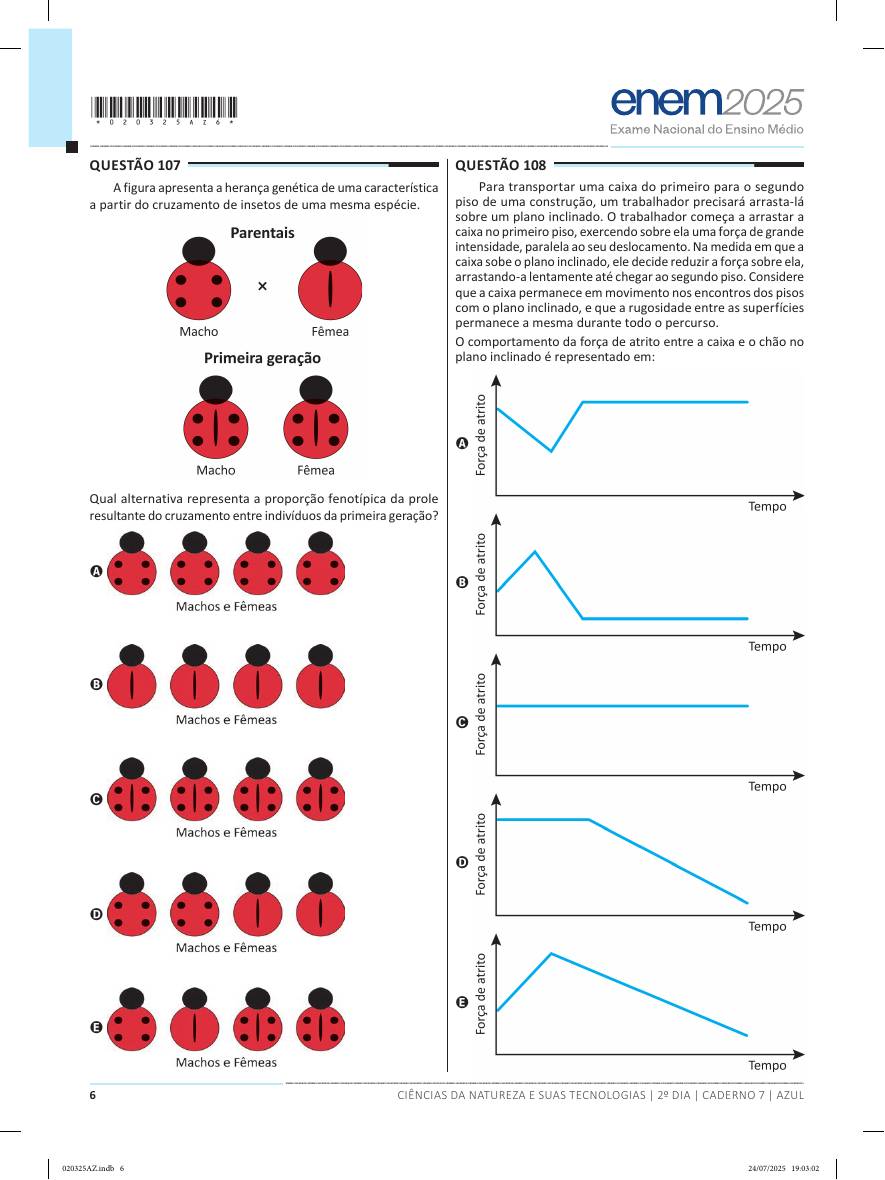 *020325AZ6*
enem2025
Exame Nacional do Ensino Médio
QUESTÃO 107
A figura apresenta a herança genética de uma característica
a partir do cruzamento de insetos de uma mesma espécie.
Parentais
×
Macho
Fêmea
Primeira geração
Macho
Fêmea
Qual alternativa representa a proporção fenotípica da prole
resultante do cruzamento entre indivíduos da primeira geração?
A
Machos e Fêmeas
B
Machos e Fêmeas
C
Machos e Fêmeas
D
Machos e Fêmeas
E
Machos e Fêmeas
QUESTÃO 108
Para transportar uma caixa do primeiro para o segundo
piso de uma construção, um trabalhador precisará arrastá-lá
sobre um plano inclinado. O trabalhador começa a arrastar a
caixa no primeiro piso, exercendo sobre ela uma força de grande
intensidade, paralela ao seu deslocamento. Na medida em que a
caixa sobe o plano inclinado, ele decide reduzir a força sobre ela,
arrastando-a lentamente até chegar ao segundo piso. Considere
que a caixa permanece em movimento nos encontros dos pisos
com o plano inclinado, e que a rugosidade entre as superfícies
permanece a mesma durante todo o percurso.
O comportamento da força de atrito entre a caixa e o chão no
plano inclinado é representado em:
A
Força de atrito
Tempo
B
Força de atrito
Tempo
C
Força de atrito
Tempo
D
Força de atrito
Tempo
E
Força de atrito
Tempo
6
CIÊNCIAS DA NATUREZA E SUAS TECNOLOGIAS | 2º DIA | CADERNO 7 | AZUL
020325AZ.indb 6
24/07/2025 19:03:02